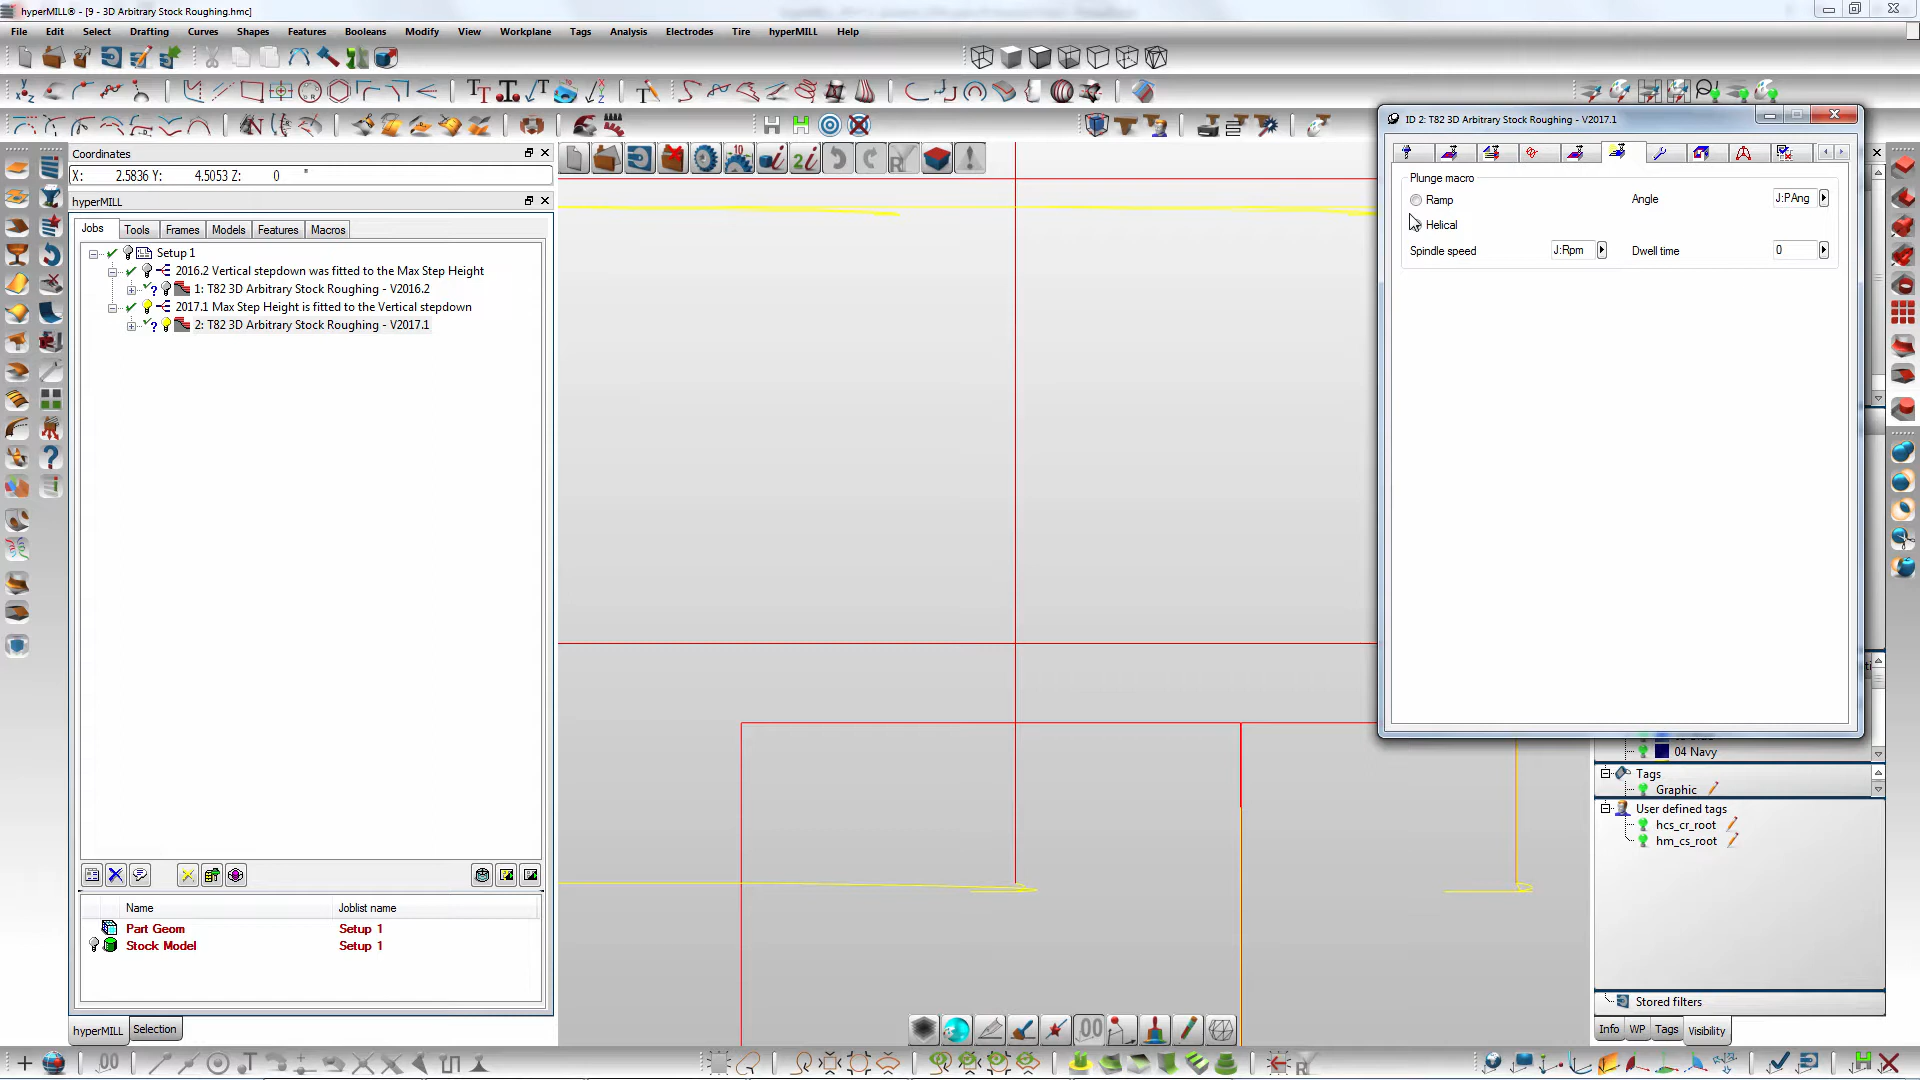 hyperMILL® - [9 - 3D Arbitrary Stock Roughing.hmc]
File Edit Select Drafting Curves Shapes Features Booleans Modify View Workplane Tags Analysis Electrodes Tire hyperMILL Help
ID 2: T82 3D Arbitrary Stock Roughing - V2017.1
Coordinates
X: 2.5836 Y: 4.5053 Z: 0 "
hyperMILL
Jobs Tools Frames Models Features Macros
Setup 1
2016.2 Vertical stepdown was fitted to the Max Step Height
1: T82 3D Arbitrary Stock Roughing - V2016.2
2017.1 Max Step Height is fitted to the Vertical stepdown
2: T82 3D Arbitrary Stock Roughing - V2017.1
Plunge macro
Ramp Angle J:PAng
Helical
Spindle speed J:Rpm Dwell time 0
04 Navy
Tags
Graphic
User defined tags
hcs_cr_root
hm_cs_root
Stored filters
Info WP Tags Visibility
Name Joblist name
Part Geom Setup 1
Stock Model Setup 1
hyperMILL Selection